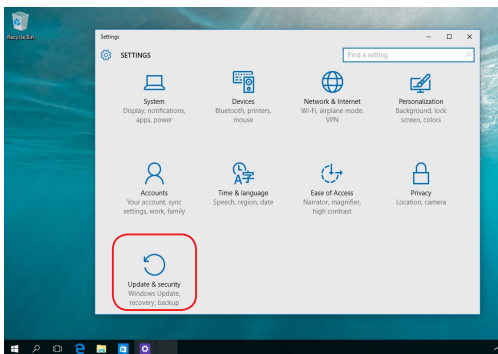 Recycle Bin
Settings
SETTINGS
Find a setting
System
Display, notifications,
apps, power
Devices
Bluetooth, printers,
mouse
Network & Internet
Wi-Fi, airplane mode,
VPN
Personalization
Background, lock
screen, colors
Accounts
Your account, sync
settings, work, family
Time & language
Speech, region, date
Ease of Access
Narrator, magnifier,
high contrast
Privacy
Location, camera
Update & security
Windows Update,
recovery, backup